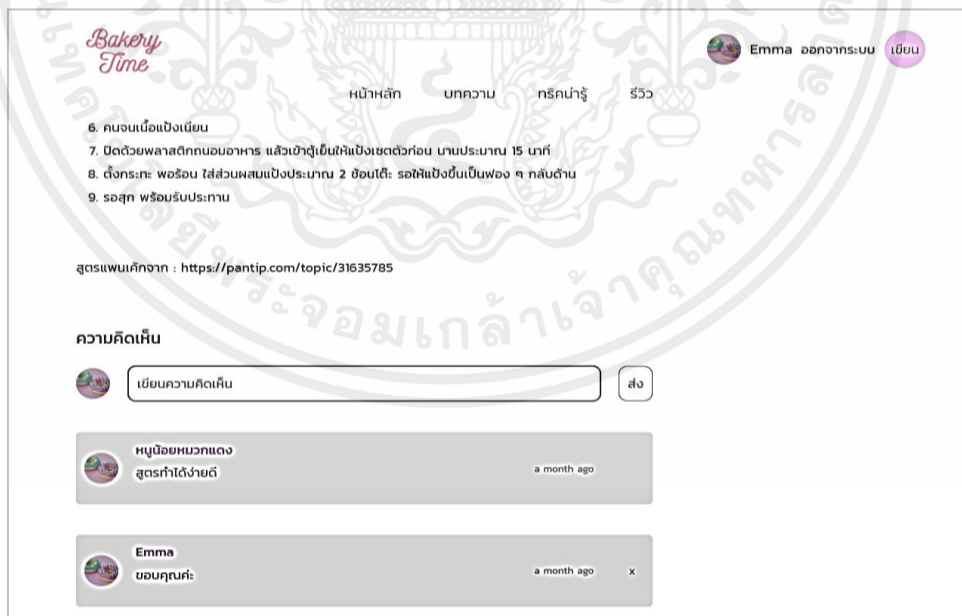 Bakery
Time
Emma ออกจากระบบ เขียน
หน้าหลัก บทความ ทริคน่ารู้ รีวิว
6. คนจนเนื้อแป้งเนียน
7. ปิดด้วยพลาสติกถนอมอาหาร แล้วเข้าตู้เย็นให้แป้งเซตตัวก่อน นานประมาณ 15 นาที
8. ตั้งกระทะ พอร้อน ใส่ส่วนผสมแป้งประมาณ 2 ช้อนโต๊ะ รอให้แป้งขึ้นเป็นฟอง ๆ กลับด้าน
9. รอสุก พร้อมรับประทาน
สูตรแพนเค้กจาก : https://pantip.com/topic/31635785
ความคิดเห็น
เขียนความคิดเห็น ส่ง
หนูน้อยหมวกแดง
สูตรทำได้ง่ายดี a month ago
Emma
ขอบคุณค่ะ a month ago x